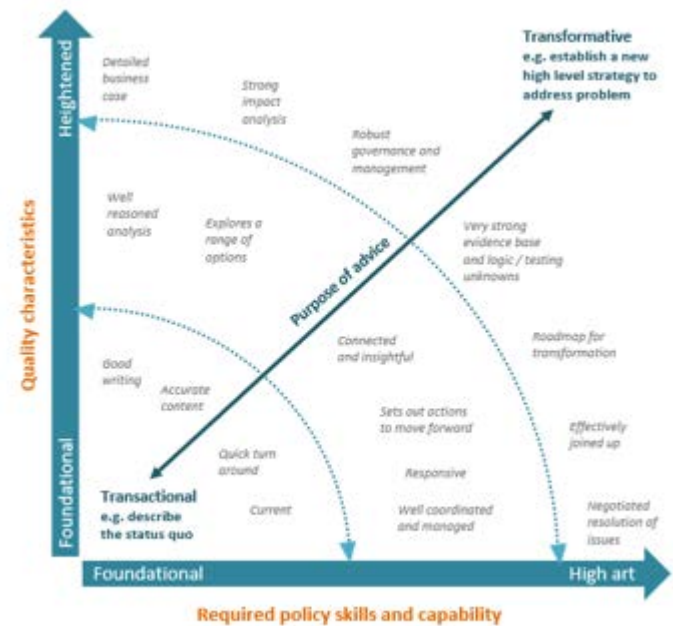 Heightened
Foundational
Quality characteristics
Detailed
business
case
Strong
impact
analysis
Robust
governance and
management
Transformative
e.g. establish a new
high level strategy to
address problem
Well
reasoned
analysis
Explores a
range of
options
Purpose of advice
Very strong
evidence base
and logic / testing
unknowns
Connected
and insightful
Roadmap for
transformation
Good
writing
Accurate
content
Sets out actions
to move forward
Effectively
joined up
Quick turn
around
Responsive
Transactional
e.g. describe
the status quo
Current
Well coordinated
and managed
Negotiated
resolution of
issues
Foundational
High art
Required policy skills and capability